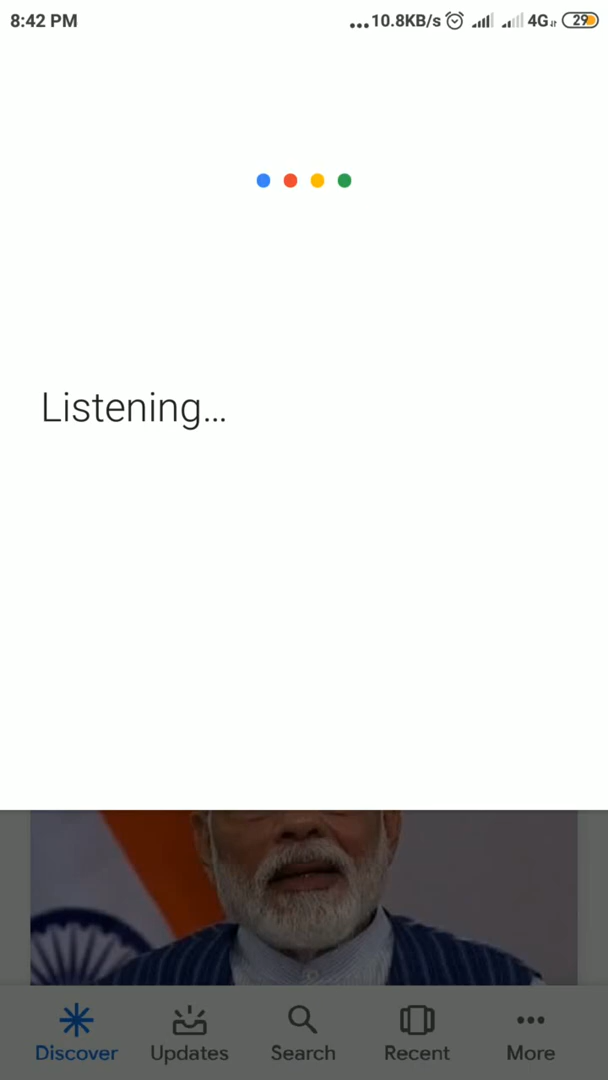 8:42 PM
...10.8KB/s 4G 29
Listening...
Discover Updates Search Recent More